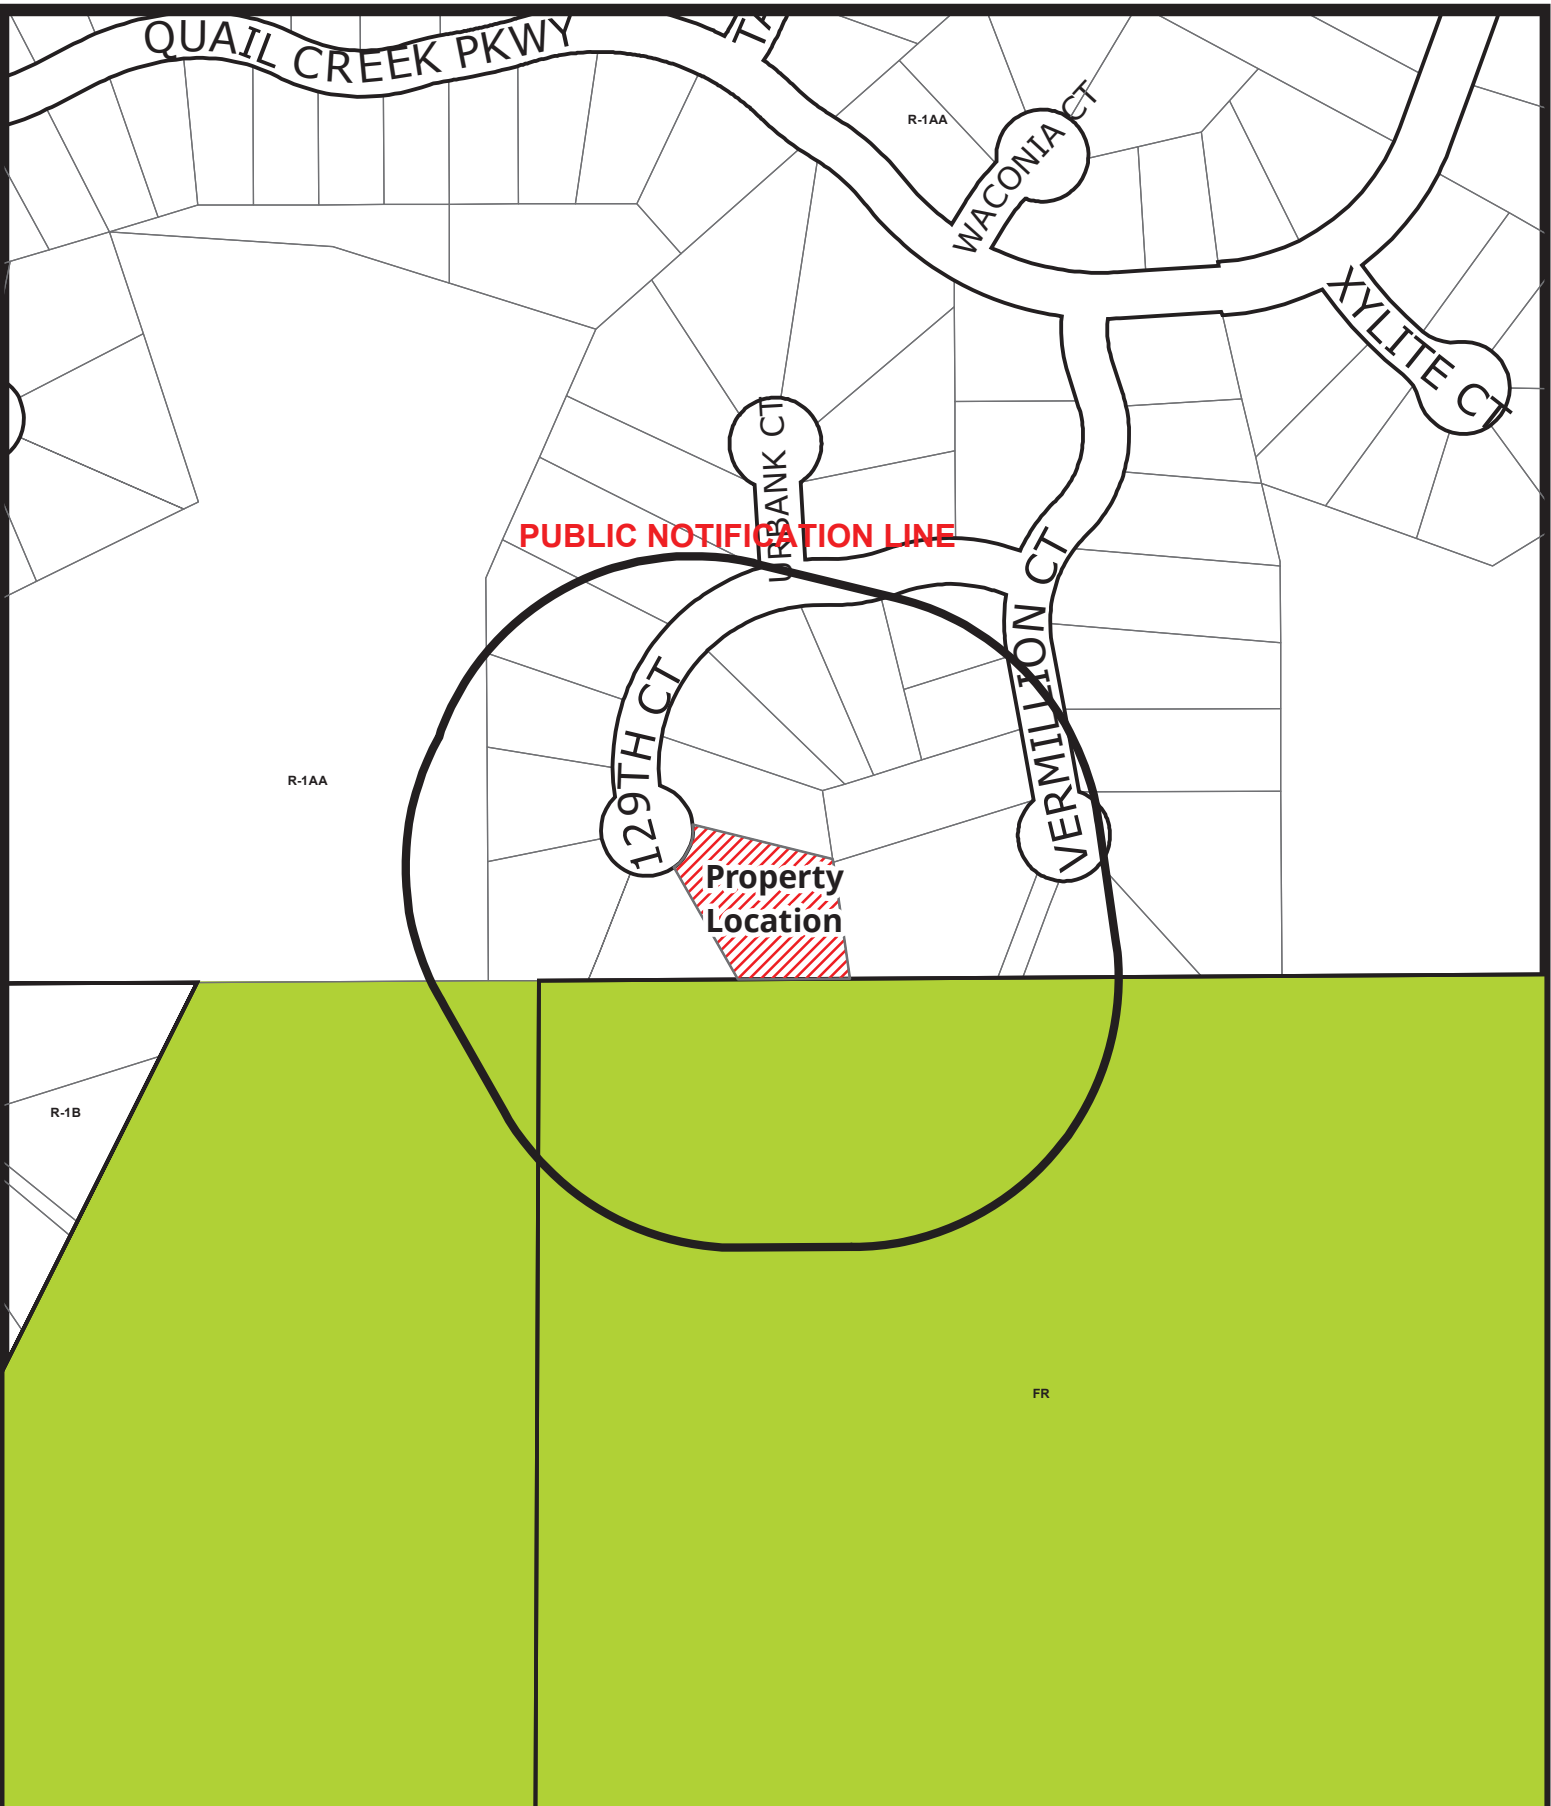 QUAIL CREEK PKWY
R-1AA
WACONIA CT
XYLITE CT
URBANK CT
PUBLIC NOTIFICATION LINE
VERMILLION CT
129TH CT
R-1AA
Property
Location
R-1B
FR